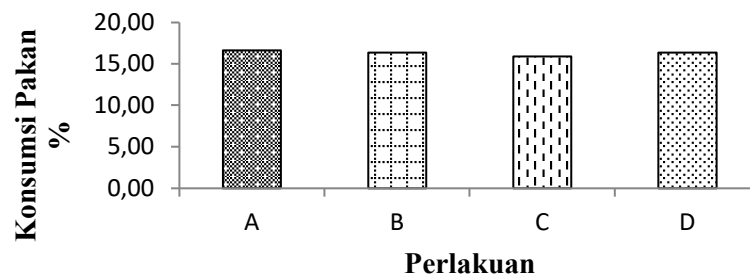 Konsumsi Pakan
%
20,00
15,00
10,00
5,00
0,00
A B C D
Perlakuan